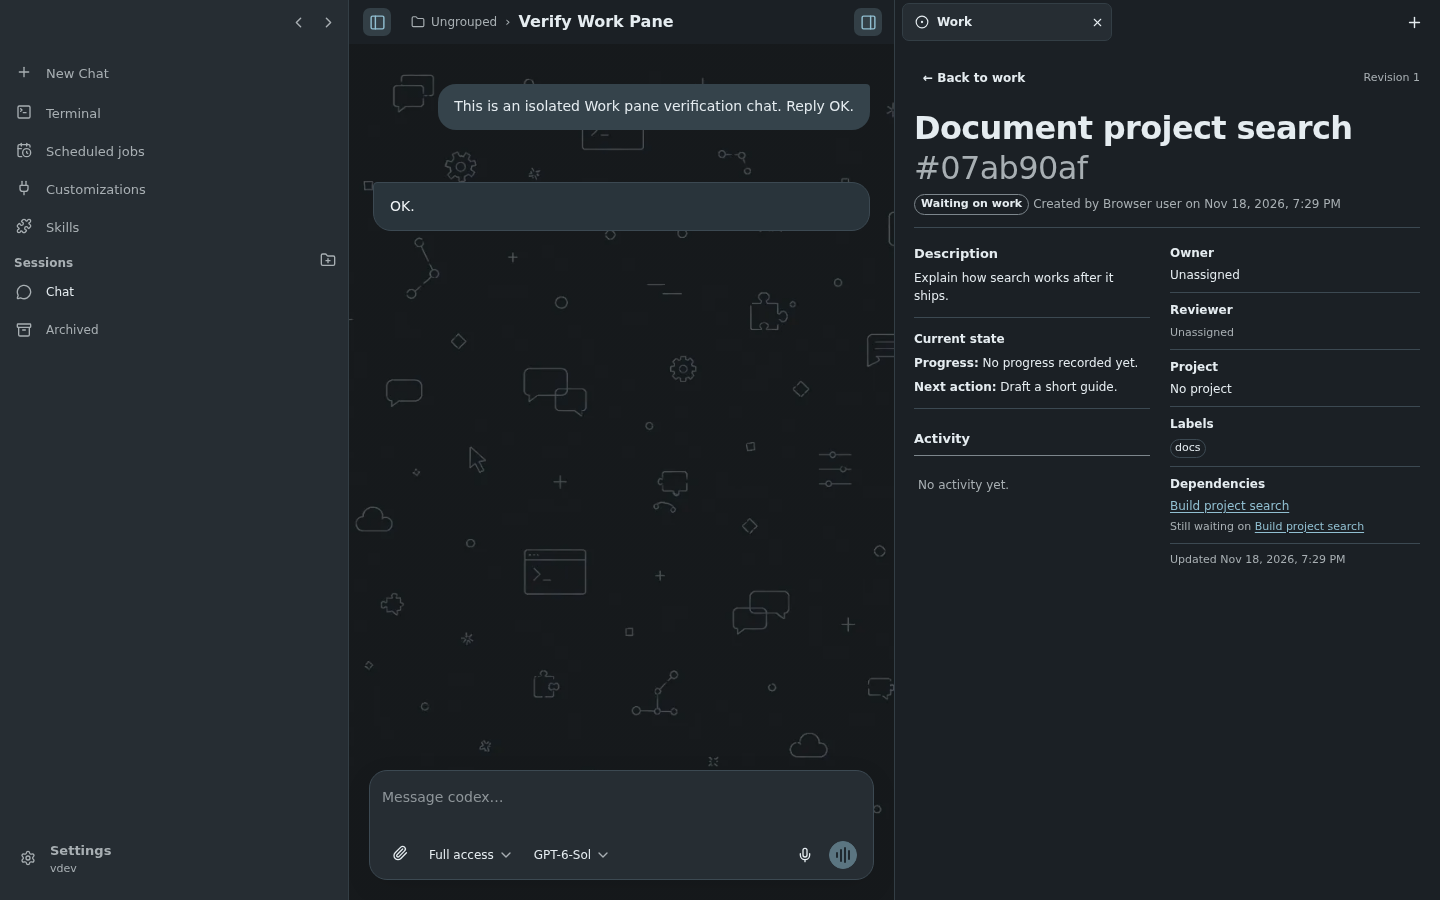 New Chat
Terminal
Scheduled jobs
Customizations
Skills
Sessions
Chat
Archived
Settings
vdev
Ungrouped › Verify Work Pane
This is an isolated Work pane verification chat. Reply OK.
OK.
Message codex...
Full access
GPT-6-Sol
Work
← Back to work
Revision 1
Document project search
#07ab90af
Waiting on work Created by Browser user on Nov 18, 2026, 7:29 PM
Description
Explain how search works after it
ships.
Current state
Progress: No progress recorded yet.
Next action: Draft a short guide.
Activity
No activity yet.
Owner
Unassigned
Reviewer
Unassigned
Project
No project
Labels
docs
Dependencies
Build project search
Still waiting on Build project search
Updated Nov 18, 2026, 7:29 PM